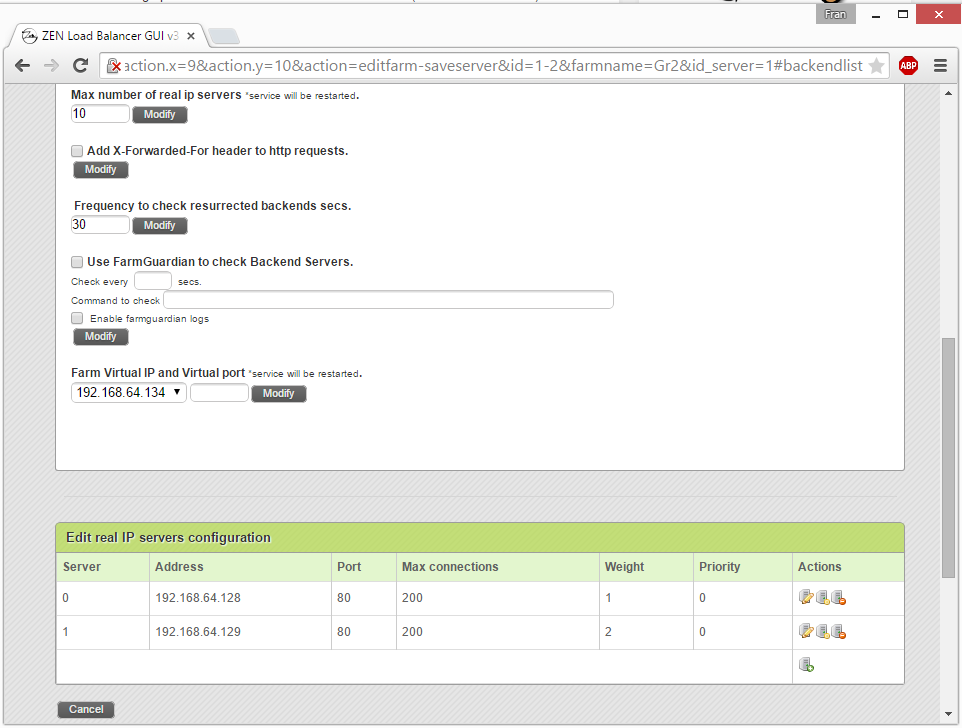 Fran
ZEN Load Balancer GUI v3
action.x=9&action.y=10&action=editfarm-saveserver&id=1-2&farmname=Gr2&id_server=1#backendlist
ABP
Max number of real ip servers *service will be restarted.
10 Modify
Add X-Forwarded-For header to http requests.
Modify
Frequency to check resurrected backends secs.
30 Modify
Use FarmGuardian to check Backend Servers.
Check every secs.
Command to check
Enable farmguardian logs
Modify
Farm Virtual IP and Virtual port *service will be restarted.
192.168.64.134 Modify
Edit real IP servers configuration
Server Address Port Max connections Weight Priority Actions
0 192.168.64.128 80 200 1 0
1 192.168.64.129 80 200 2 0
Cancel